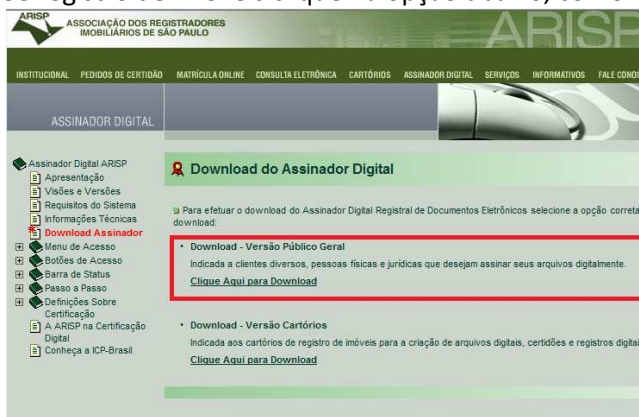 ARISP
ASSOCIAÇÃO DOS REGISTRADORES
IMOBILIÁRIOS DE SÃO PAULO
ARISP
INSTITUCIONAL PEDIDOS DE CERTIDÃO MATRÍCULA ONLINE CONSULTA ELETRÔNICA CARTÓRIOS ASSINADOR DIGITAL SERVIÇOS INFORMATIVOS FALE CONOS
ASSINADOR DIGITAL
Assinador Digital ARISP
Apresentação
Visões e Versões
Requisitos do Sistema
Informações Técnicas
Download Assinador
Menu de Acesso
Botões de Acesso
Barra de Status
Passo a Passo
Definições Sobre
Certificação
A ARISP na Certificação
Digital
Conheça a ICP-Brasil
Download do Assinador Digital
Para efetuar o download do Assinador Digital Registral de Documentos Eletrônicos selecione a opção correta
download:
• Download - Versão Público Geral
Indicada a clientes diversos, pessoas físicas e jurídicas que desejam assinar seus arquivos digitalmente.
Clique Aqui para Download
• Download - Versão Cartórios
Indicada aos cartórios de registro de imóveis para a criação de arquivos digitais, certidões e registros digitai
Clique Aqui para Download